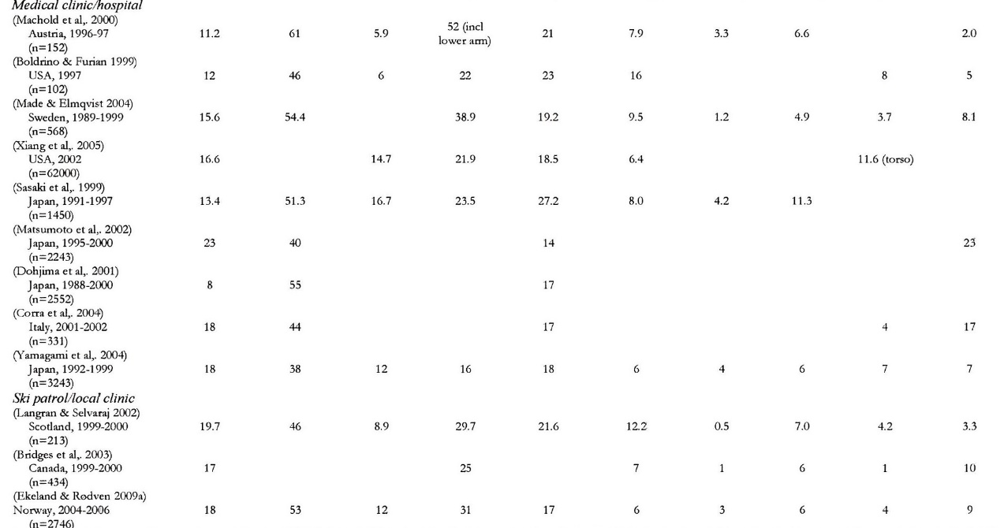 Medical clinic/hospital
(Machold et al,. 2000)
Austria, 1996-97 11.2 61 5.9 52 (incl lower arm) 21 7.9 3.3 6.6 2.0
(n=152)
(Boldrino & Furian 1999)
USA, 1997 12 46 6 22 23 16 8 5
(n=102)
(Made & Elmqvist 2004)
Sweden, 1989-1999 15.6 54.4 38.9 19.2 9.5 1.2 4.9 3.7 8.1
(n=568)
(Xiang et al,. 2005)
USA, 2002 16.6 14.7 21.9 18.5 6.4 11.6 (torso)
(n=62000)
(Sasaki et al,. 1999)
Japan, 1991-1997 13.4 51.3 16.7 23.5 27.2 8.0 4.2 11.3
(n=1450)
(Matsumoto et al,. 2002)
Japan, 1995-2000 23 40 14 23
(n=2243)
(Dohjima et al,. 2001)
Japan, 1988-2000 8 55 17
(n=2552)
(Corra et al,. 2004)
Italy, 2001-2002 18 44 17 4 17
(n=331)
(Yamagami et al,. 2004)
Japan, 1992-1999 18 38 12 16 18 6 4 6 7 7
(n=3243)
Ski patrol/local clinic
(Langran & Selvaraj 2002)
Scotland, 1999-2000 19.7 46 8.9 29.7 21.6 12.2 0.5 7.0 4.2 3.3
(n=213)
(Bridges et al,. 2003)
Canada, 1999-2000 17 25 7 1 6 1 10
(n=434)
(Ekeland & Rødven 2009a)
Norway, 2004-2006 18 53 12 31 17 6 3 6 4 9
(n=2746)